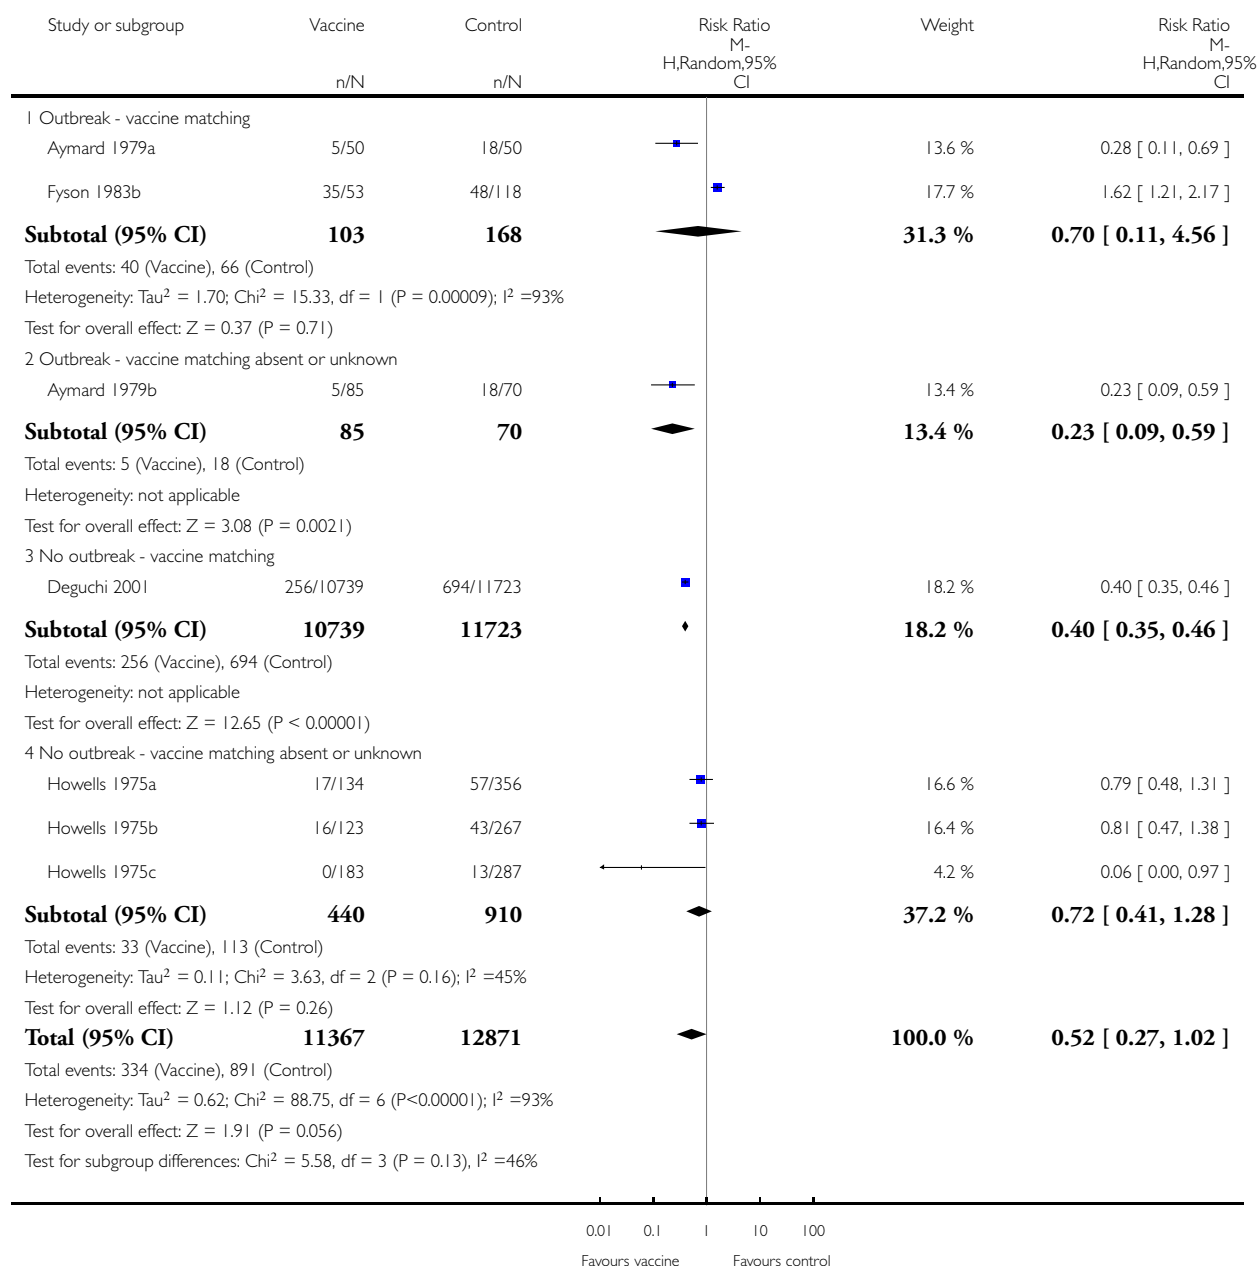 Study or subgroup Vaccine Control Risk Ratio Weight Risk Ratio
n/N n/N M-H,Random,95% CI M-H,Random,95% CI
1 Outbreak - vaccine matching
Aymard 1979a 5/50 18/50 13.6 % 0.28 [ 0.11, 0.69 ]
Fyson 1983b 35/53 48/118 17.7 % 1.62 [ 1.21, 2.17 ]
Subtotal (95% CI) 103 168 31.3 % 0.70 [ 0.11, 4.56 ]
Total events: 40 (Vaccine), 66 (Control)
Heterogeneity: Tau² = 1.70; Chi² = 15.33, df = 1 (P = 0.00009); I² =93%
Test for overall effect: Z = 0.37 (P = 0.71)
2 Outbreak - vaccine matching absent or unknown
Aymard 1979b 5/85 18/70 13.4 % 0.23 [ 0.09, 0.59 ]
Subtotal (95% CI) 85 70 13.4 % 0.23 [ 0.09, 0.59 ]
Total events: 5 (Vaccine), 18 (Control)
Heterogeneity: not applicable
Test for overall effect: Z = 3.08 (P = 0.0021)
3 No outbreak - vaccine matching
Deguchi 2001 256/10739 694/11723 18.2 % 0.40 [ 0.35, 0.46 ]
Subtotal (95% CI) 10739 11723 18.2 % 0.40 [ 0.35, 0.46 ]
Total events: 256 (Vaccine), 694 (Control)
Heterogeneity: not applicable
Test for overall effect: Z = 12.65 (P < 0.00001)
4 No outbreak - vaccine matching absent or unknown
Howells 1975a 17/134 57/356 16.6 % 0.79 [ 0.48, 1.31 ]
Howells 1975b 16/123 43/267 16.4 % 0.81 [ 0.47, 1.38 ]
Howells 1975c 0/183 13/287 4.2 % 0.06 [ 0.00, 0.97 ]
Subtotal (95% CI) 440 910 37.2 % 0.72 [ 0.41, 1.28 ]
Total events: 33 (Vaccine), 113 (Control)
Heterogeneity: Tau² = 0.11; Chi² = 3.63, df = 2 (P = 0.16); I² =45%
Test for overall effect: Z = 1.12 (P = 0.26)
Total (95% CI) 11367 12871 100.0 % 0.52 [ 0.27, 1.02 ]
Total events: 334 (Vaccine), 891 (Control)
Heterogeneity: Tau² = 0.62; Chi² = 88.75, df = 6 (P<0.00001); I² =93%
Test for overall effect: Z = 1.91 (P = 0.056)
Test for subgroup differences: Chi² = 5.58, df = 3 (P = 0.13), I² =46%
0.01 0.1 1 10 100
Favours vaccine Favours control